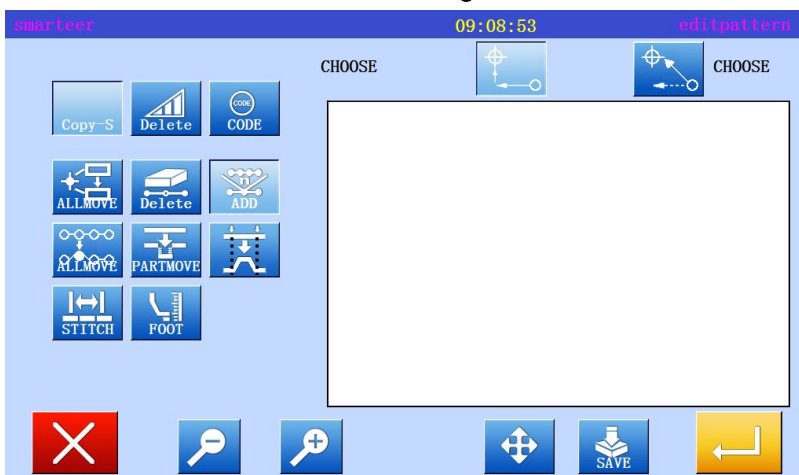 smarteer 09:08:53 editpattern
CHOOSE CHOOSE
Copy-S Delete CODE CODE
ALLMOVE Delete ADD
ALLMOVE PARTMOVE
STITCH FOOT
SAVE